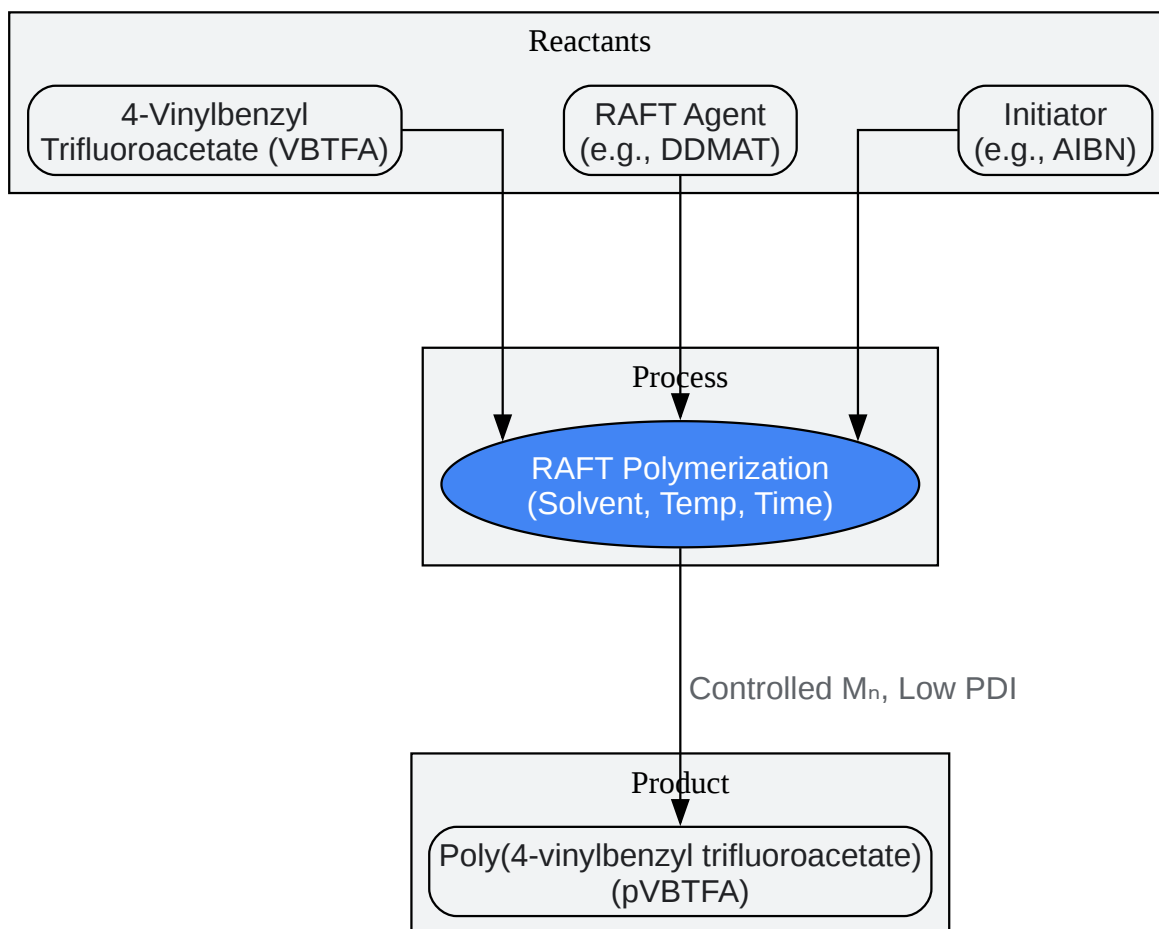 Reactants
4-Vinylbenzyl
Trifluoroacetate (VBTFA)
RAFT Agent
(e.g., DDMAT)
Initiator
(e.g., AIBN)
Process
RAFT Polymerization
(Solvent, Temp, Time)
Controlled Mₙ, Low PDI
Product
Poly(4-vinylbenzyl trifluoroacetate)
(pVBTFA)